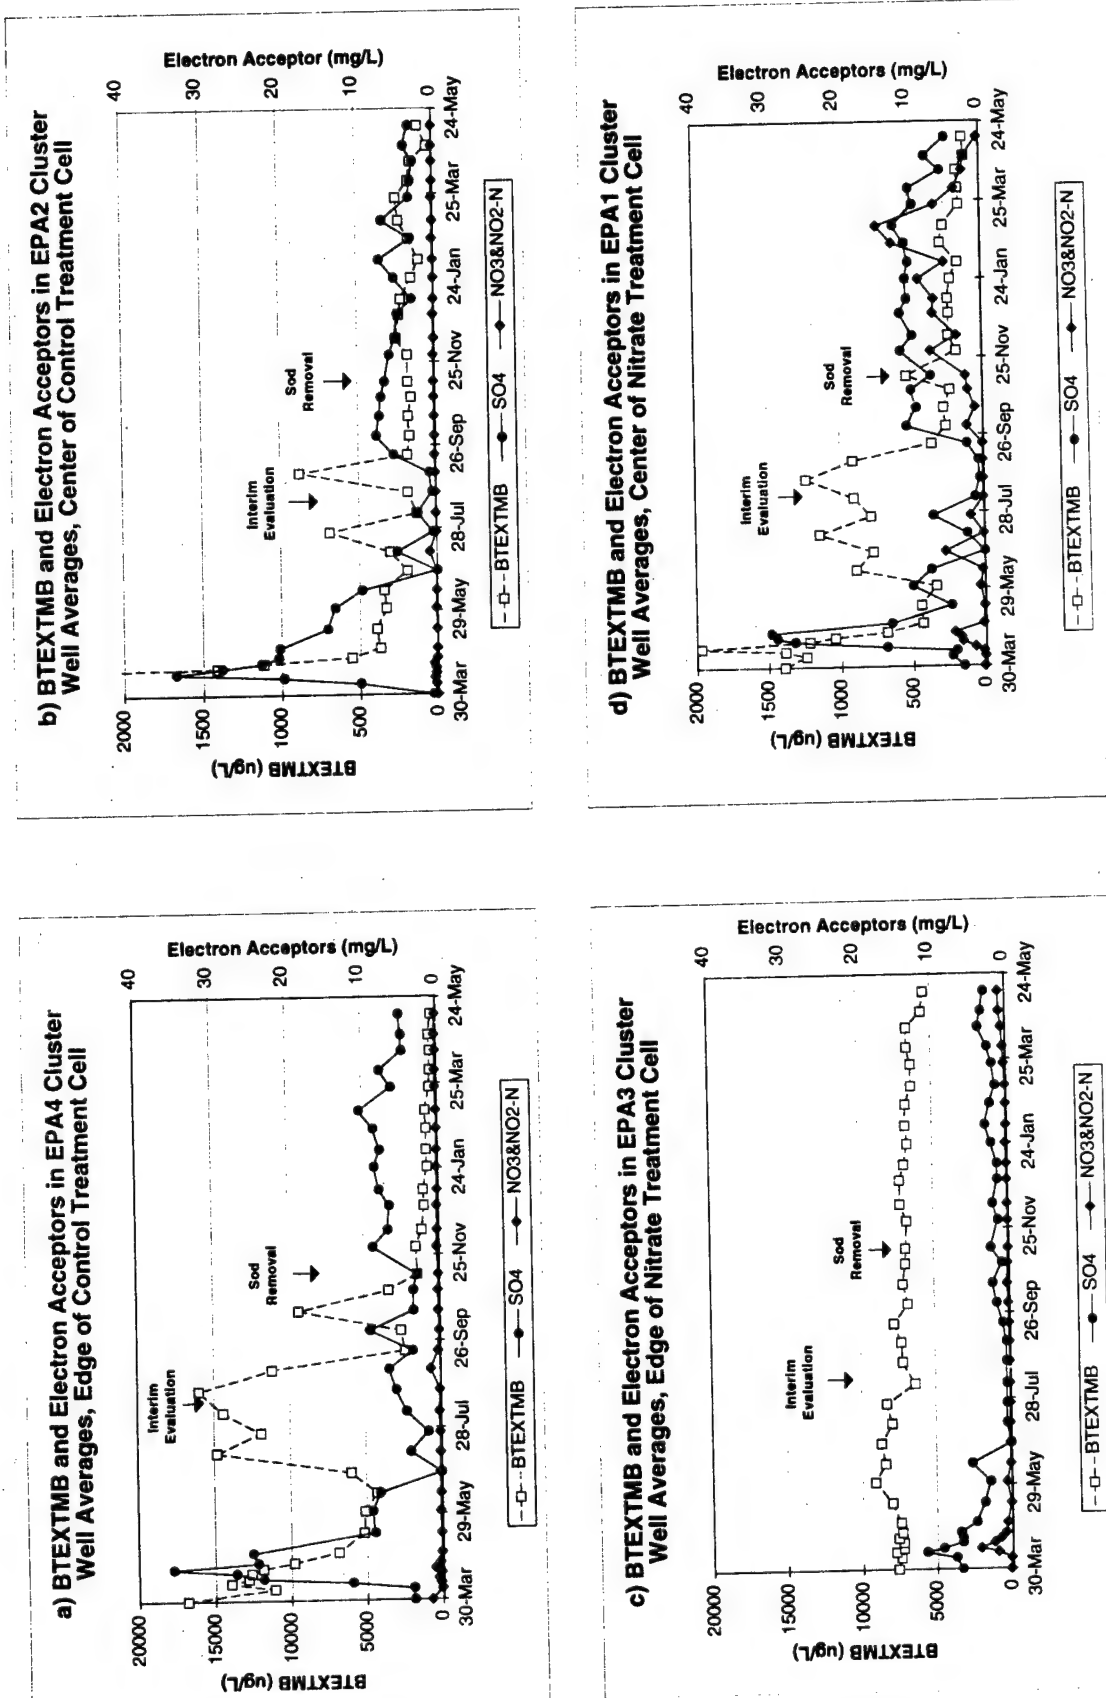 a) BTEXTMB and Electron Acceptors in EPA4 Cluster
Well Averages, Edge of Control Treatment Cell
BTEXTMB (ug/L)
20000
15000
10000
5000
0
Electron Acceptors (mg/L)
40
30
20
10
0
Interim
Evaluation
Sod
Removal
30-Mar
29-May
28-Jul
26-Sep
25-Nov
24-Jan
25-Mar
24-May
BTEXTMB
SO4
NO3&NO2-N
b) BTEXTMB and Electron Acceptors in EPA2 Cluster
Well Averages, Center of Control Treatment Cell
BTEXTMB (ug/L)
2000
1500
1000
500
0
Electron Acceptor (mg/L)
40
30
20
10
0
Interim
Evaluation
Sod
Removal
30-Mar
29-May
28-Jul
26-Sep
25-Nov
24-Jan
25-Mar
24-May
BTEXTMB
SO4
NO3&NO2-N
c) BTEXTMB and Electron Acceptors in EPA3 Cluster
Well Averages, Edge of Nitrate Treatment Cell
BTEXTMB (ug/L)
20000
15000
10000
5000
0
Electron Acceptors (mg/L)
40
30
20
10
0
Interim
Evaluation
Sod
Removal
30-Mar
29-May
28-Jul
26-Sep
25-Nov
24-Jan
25-Mar
24-May
BTEXTMB
SO4
NO3&NO2-N
d) BTEXTMB and Electron Acceptors in EPA1 Cluster
Well Averages, Center of Nitrate Treatment Cell
BTEXTMB (ug/L)
2000
1500
1000
500
0
Electron Acceptors (mg/L)
40
30
20
10
0
Interim
Evaluation
Sod
Removal
30-Mar
29-May
28-Jul
26-Sep
25-Nov
24-Jan
25-Mar
24-May
BTEXTMB
SO4
NO3&NO2-N